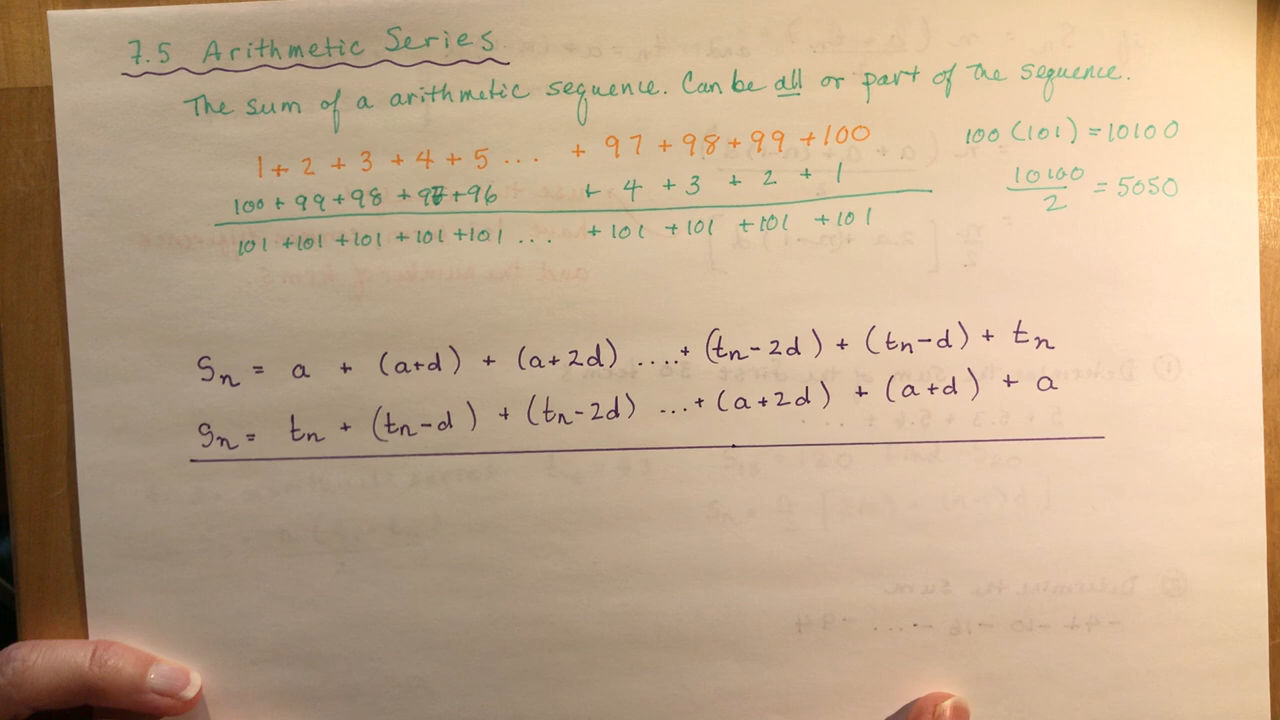 7.5 Arithmetic Series.
The sum of a arithmetic sequence. Can be all or part of the sequence.
1 + 2 + 3 + 4 + 5 ... + 97 + 98 + 99 + 100
100 + 99 + 98 + 97 + 96 + 4 + 3 + 2 + 1
101 + 101 + 101 + 101 + 101 ... + 101 + 101 + 101 + 101
100 (101) = 10100
10100/2 = 5050
Sn = a + (a+d) + (a+2d) ....+ (tn-2d) + (tn-d) + tn
Sn = tn + (tn-d) + (tn-2d) ...+ (a+2d) + (a+d) + a